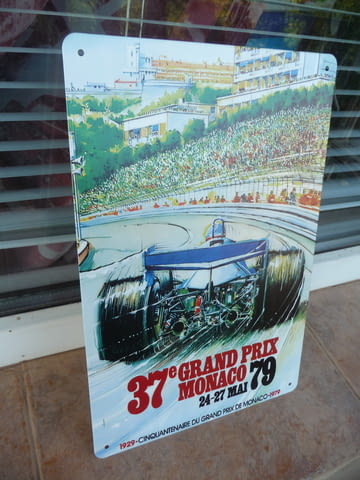 37e GRAND PRIX
MONACO 79
24-27 MAI
1929-CINQUANTENAIRE DU GRAND PRIX DE MONACO-1979